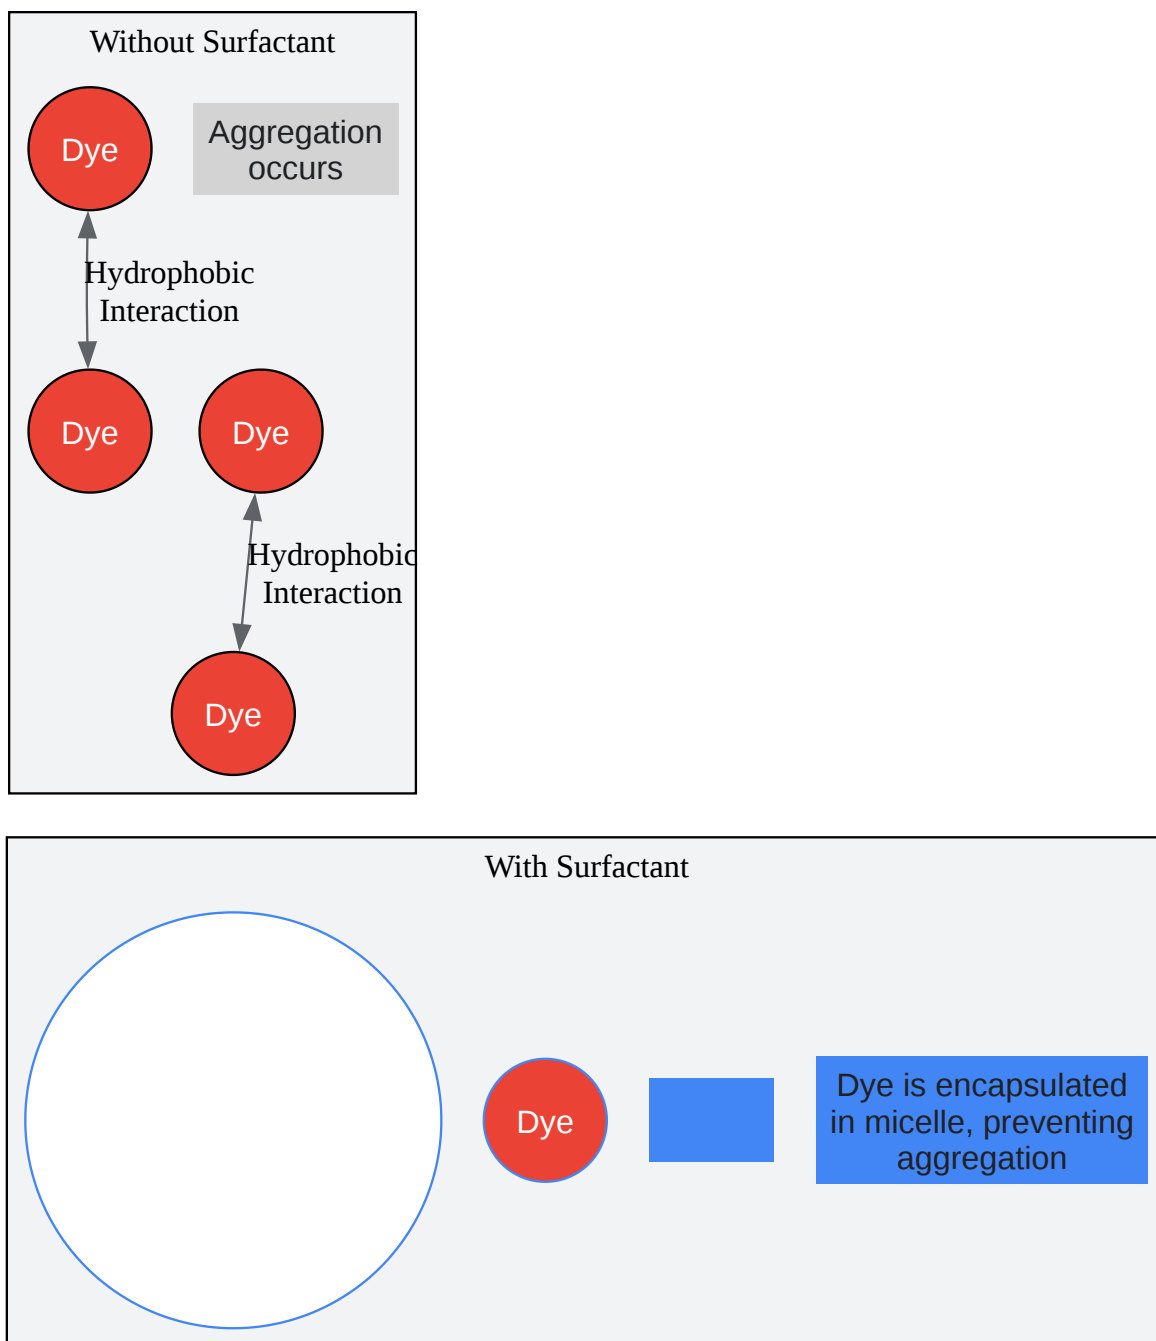 Without Surfactant
Dye
Aggregation
occurs
Hydrophobic
Interaction
Dye
Dye
Hydrophobic
Interaction
Dye
With Surfactant
Dye
Dye is encapsulated
in micelle, preventing
aggregation